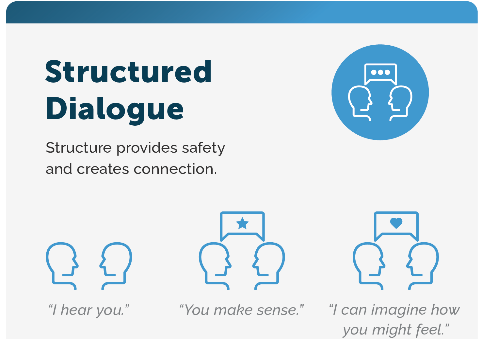 Structured
Dialogue
Structure provides safety
and creates connection.
“I hear you.”
“You make sense.”
“I can imagine how
you might feel.”